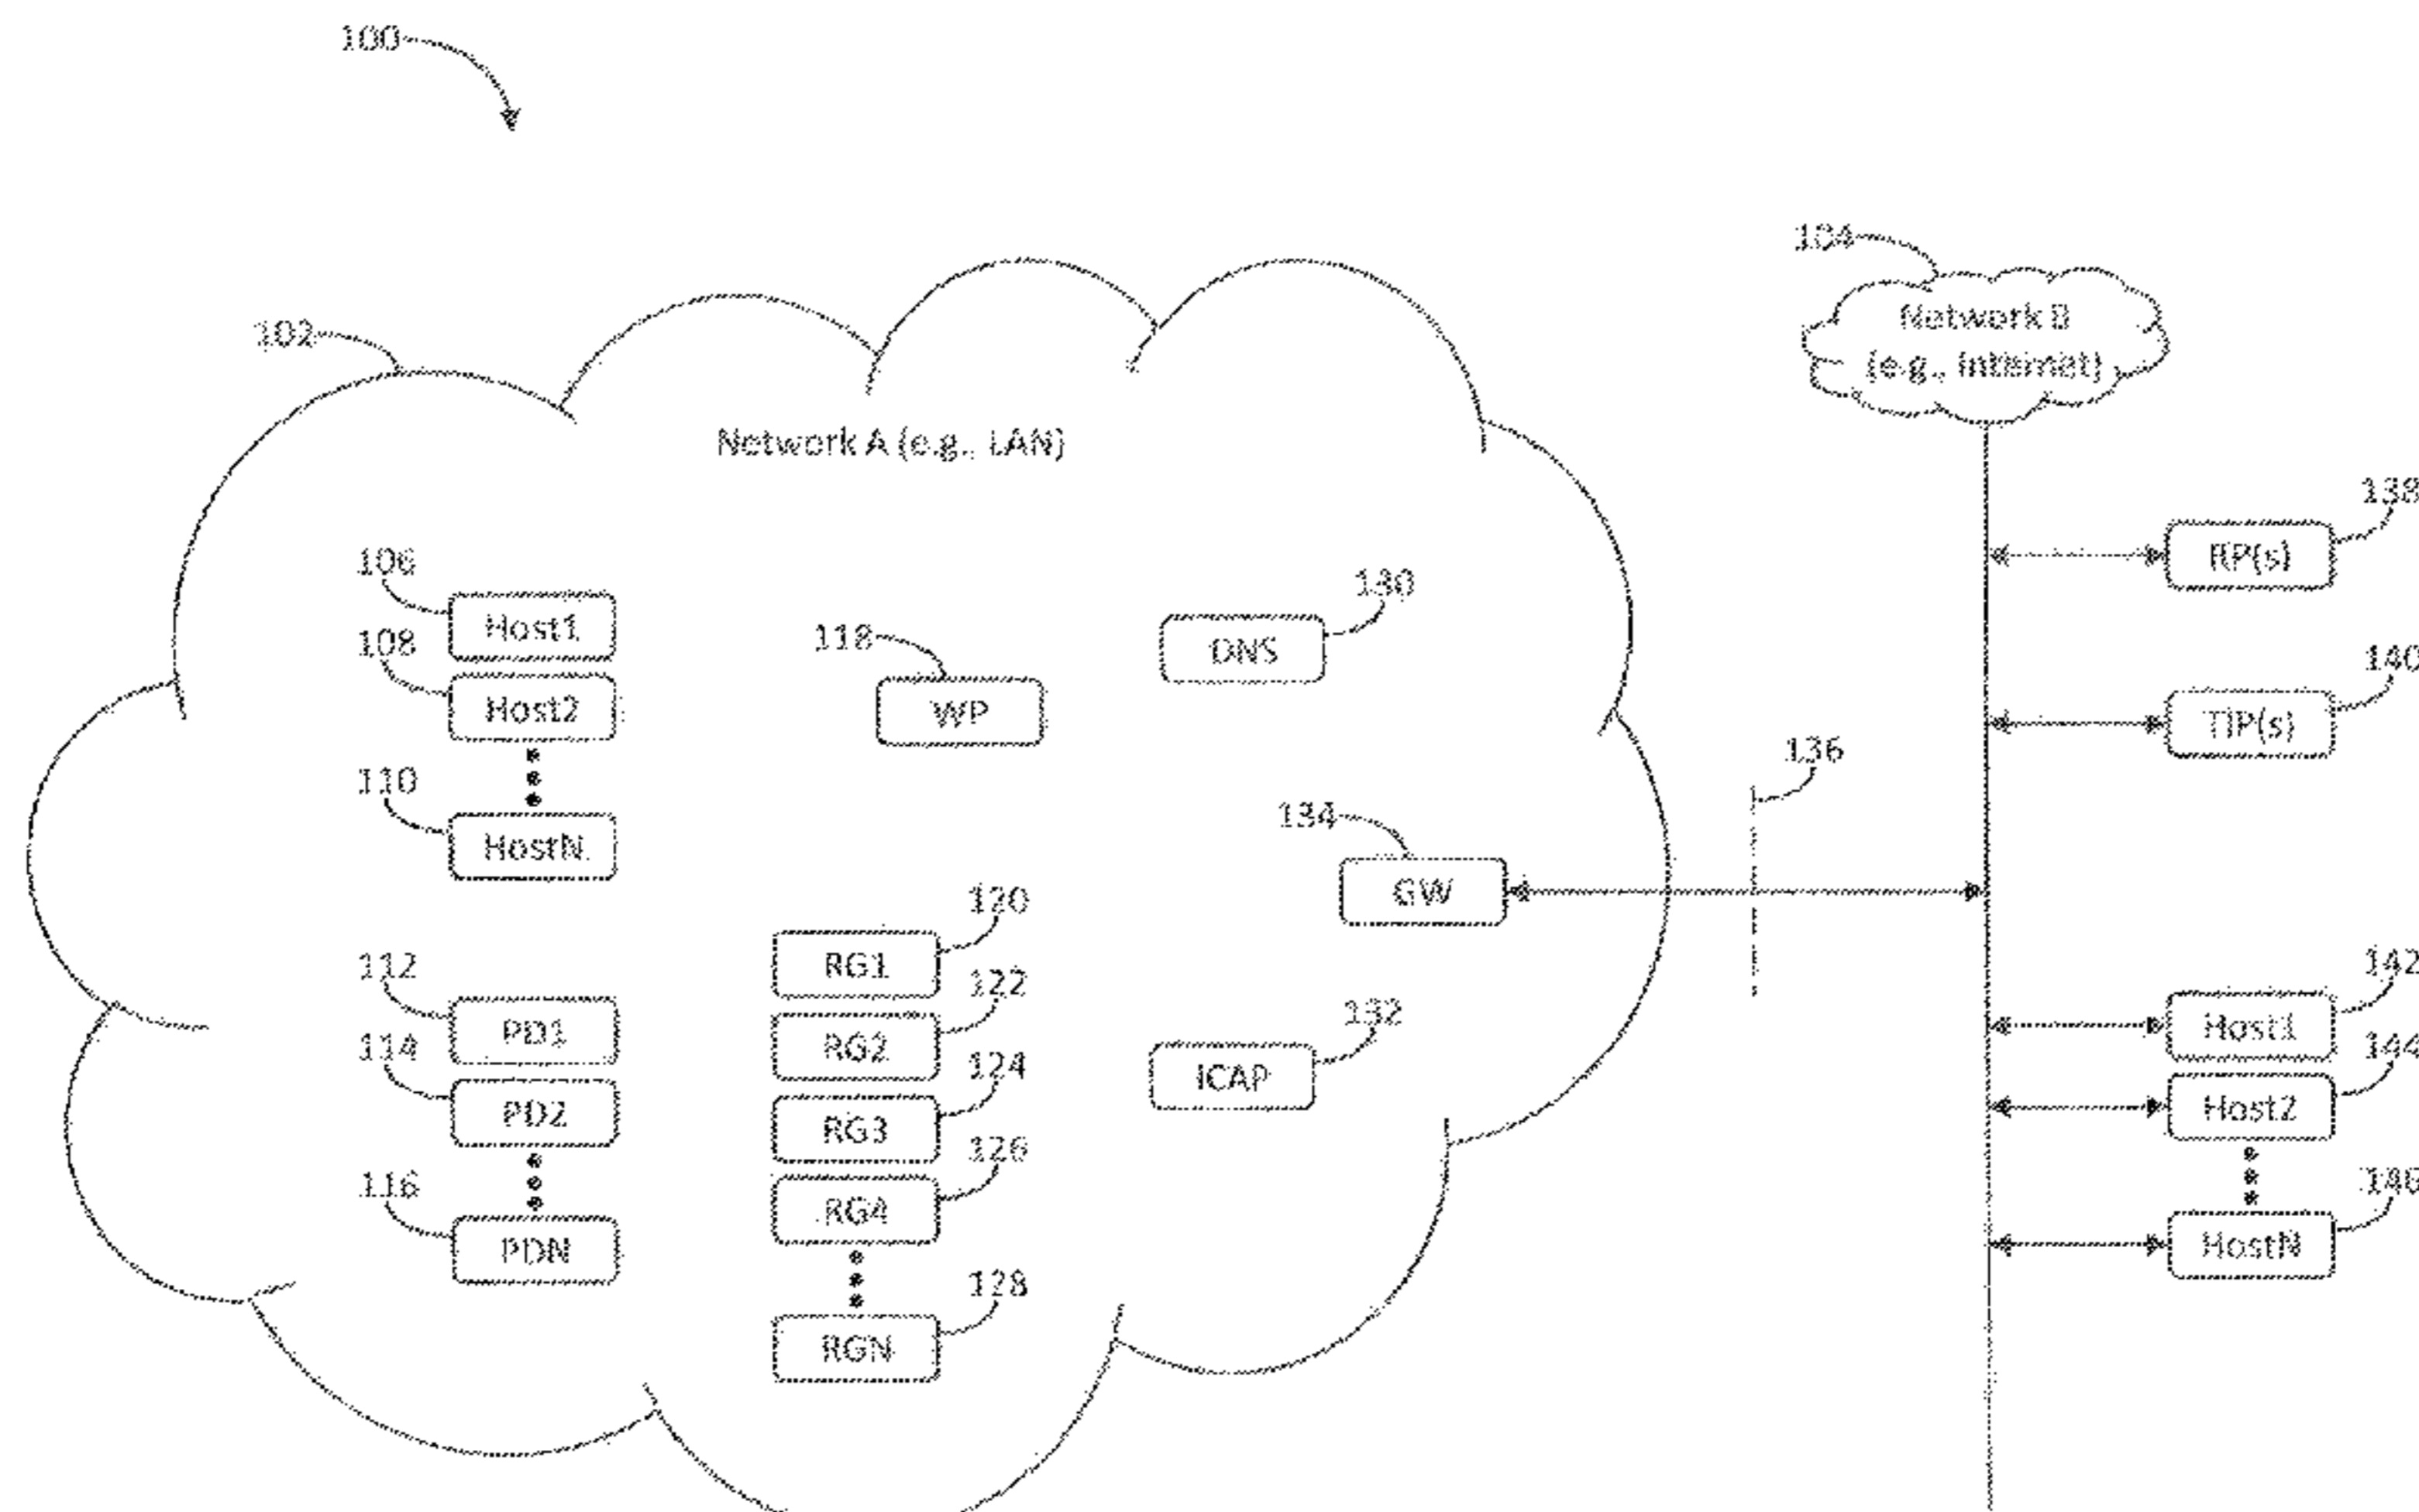 100
104
Network B
(e.g., Internet)
102
Network A (e.g., LAN)
138
RP(s)
106
Host1
130
DNS
108
Host2
118
WP
140
TIP(s)
136
110
HostN
134
GW
120
RG1
112
PD1
122
RG2
132
ICAP
142
Host1
114
PD2
124
RG3
144
Host2
126
RG4
116
PDN
146
HostN
128
RGN